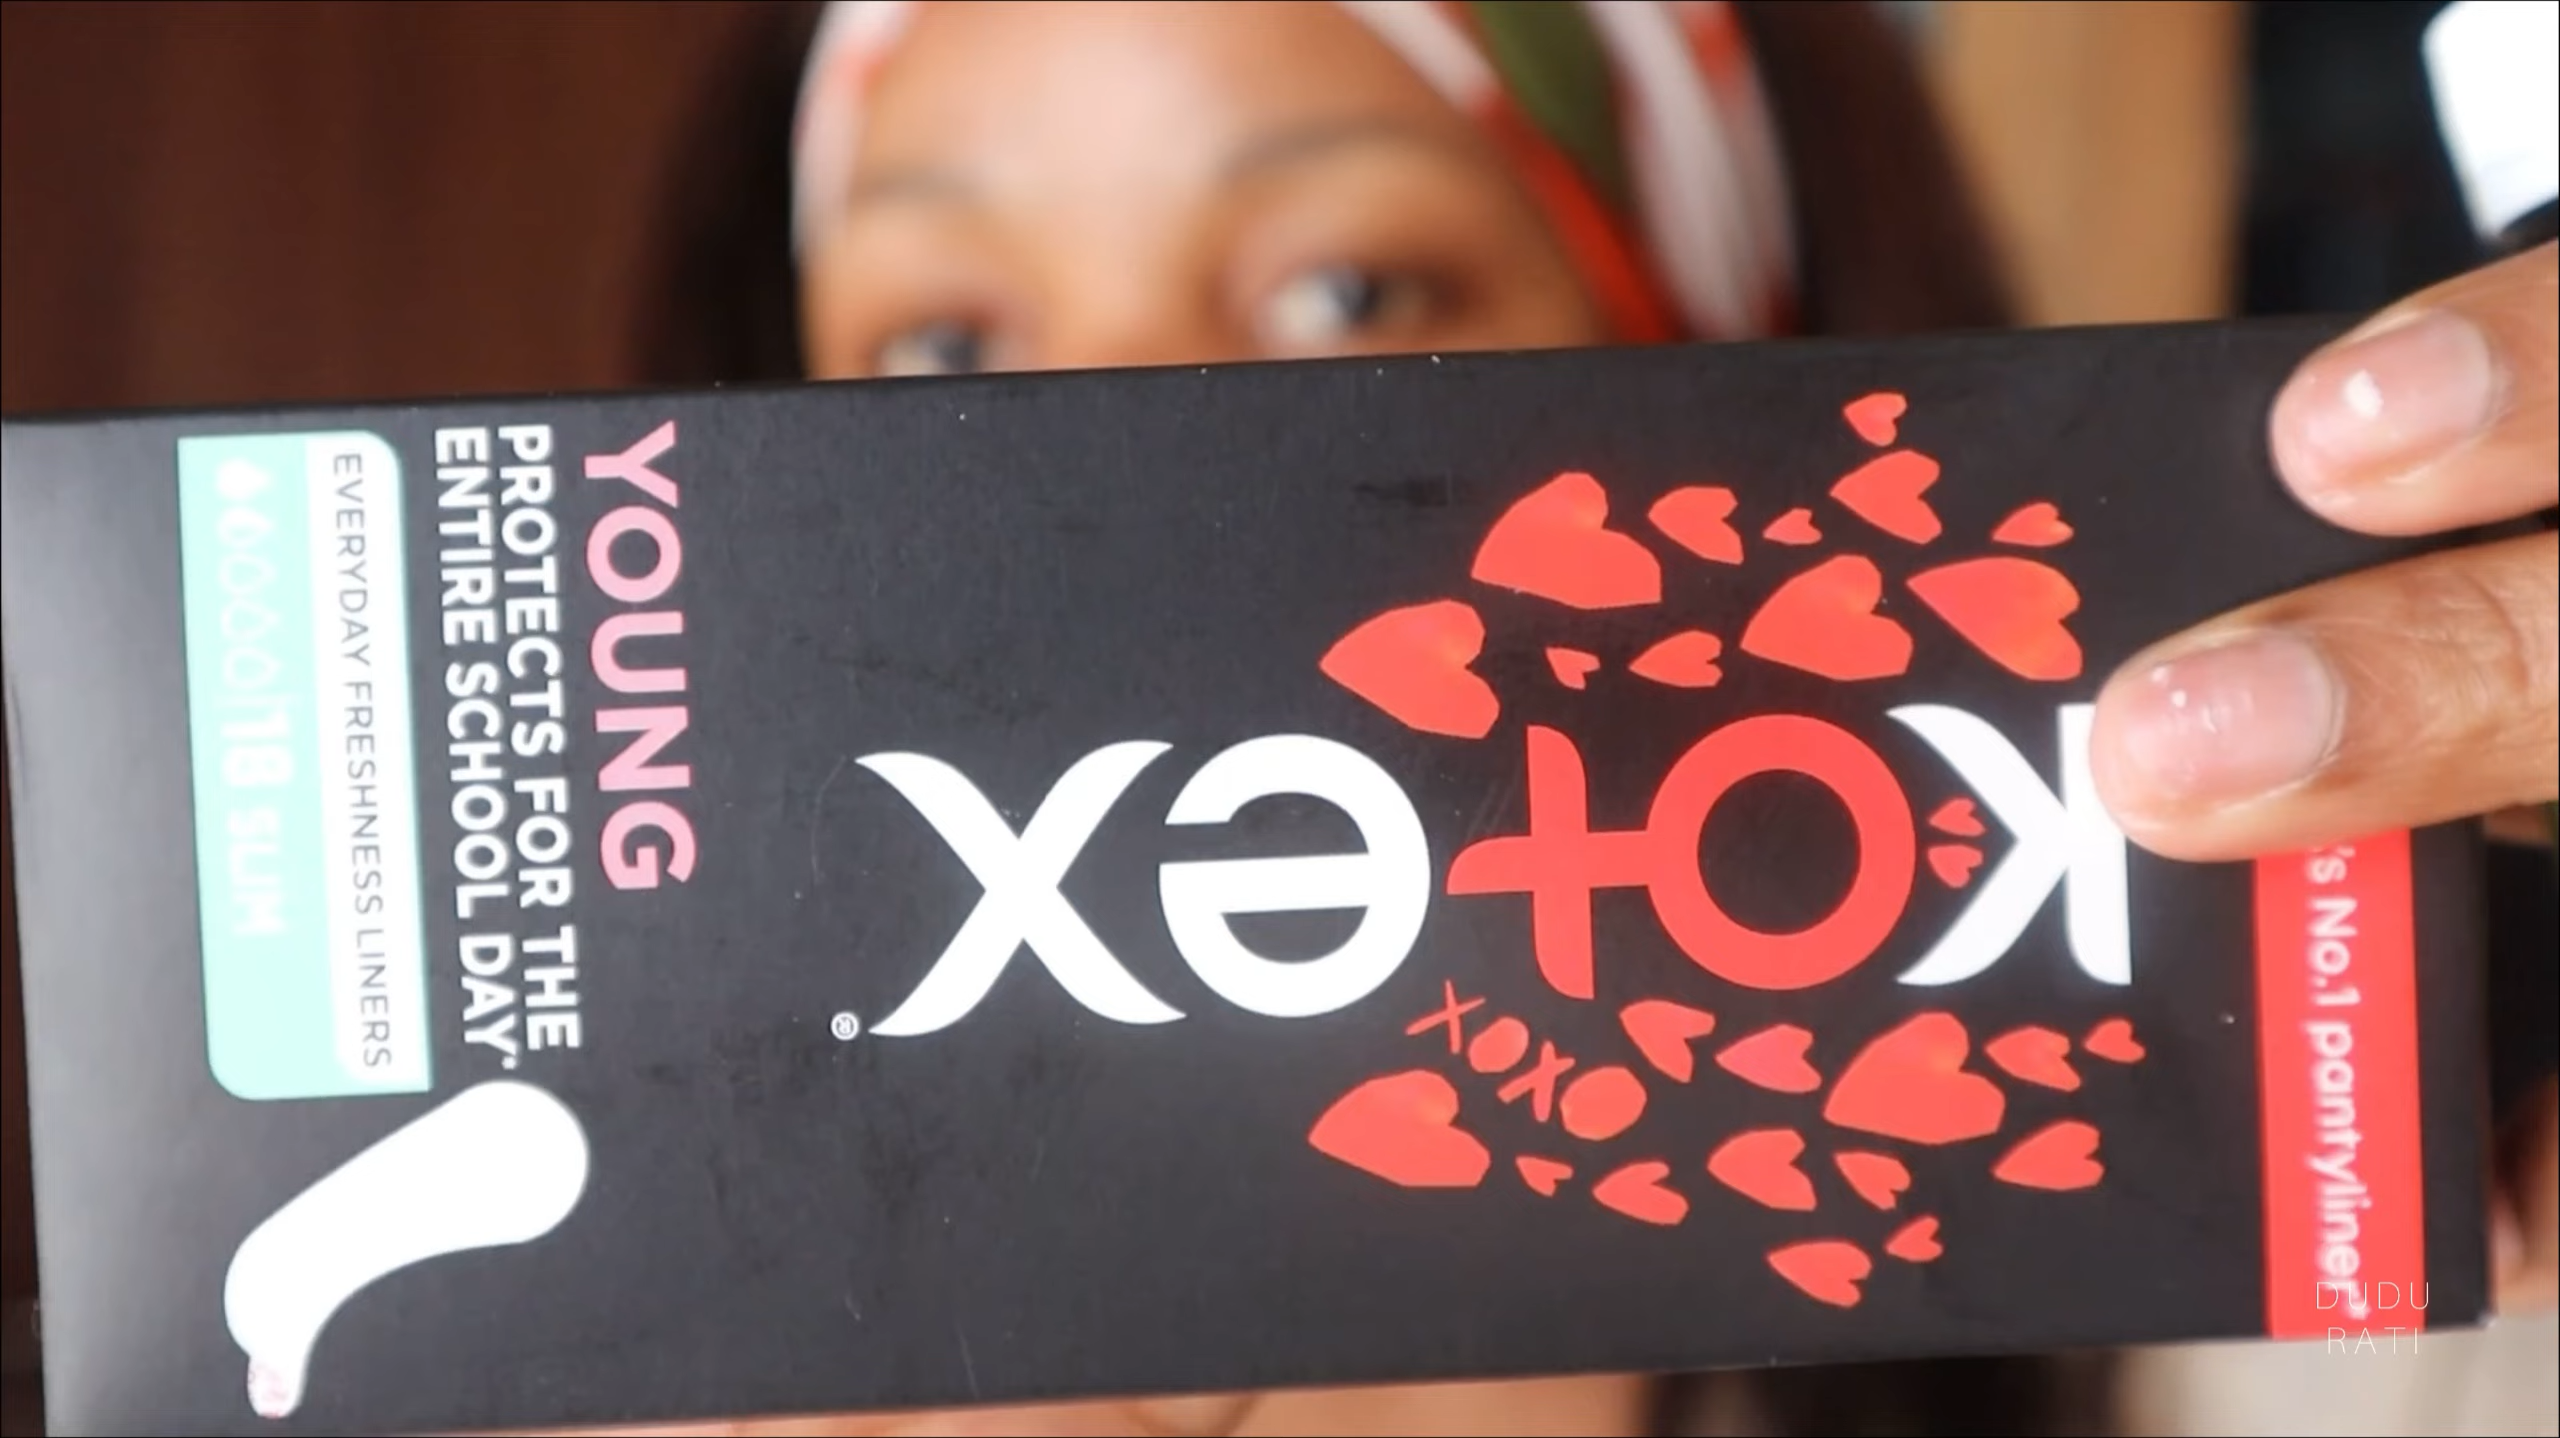 's No.1 pantyliner*
kotex®
XOXO
YOUNG
PROTECTS FOR THE
ENTIRE SCHOOL DAY*
EVERYDAY FRESHNESS LINERS
18 SLIM
DUDU
RATI